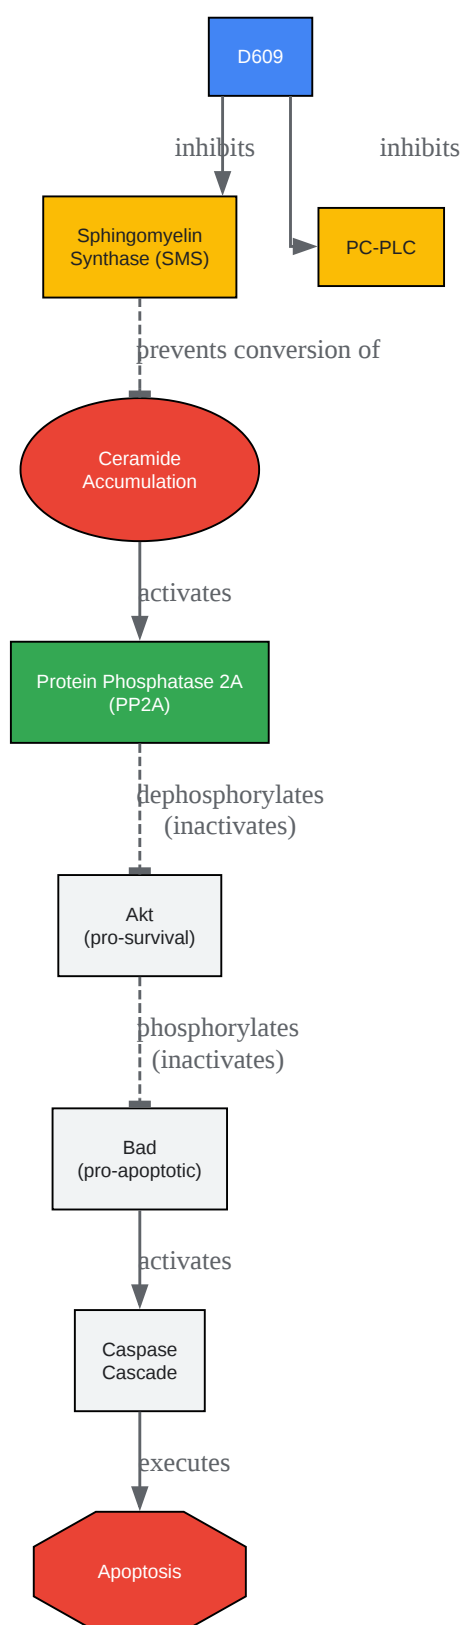 D609
inhibits
inhibits
Sphingomyelin
Synthase (SMS)
PC-PLC
prevents conversion of
Ceramide
Accumulation
activates
Protein Phosphatase 2A
(PP2A)
dephosphorylates
(inactivates)
Akt
(pro-survival)
phosphorylates
(inactivates)
Bad
(pro-apoptotic)
activates
Caspase
Cascade
executes
Apoptosis